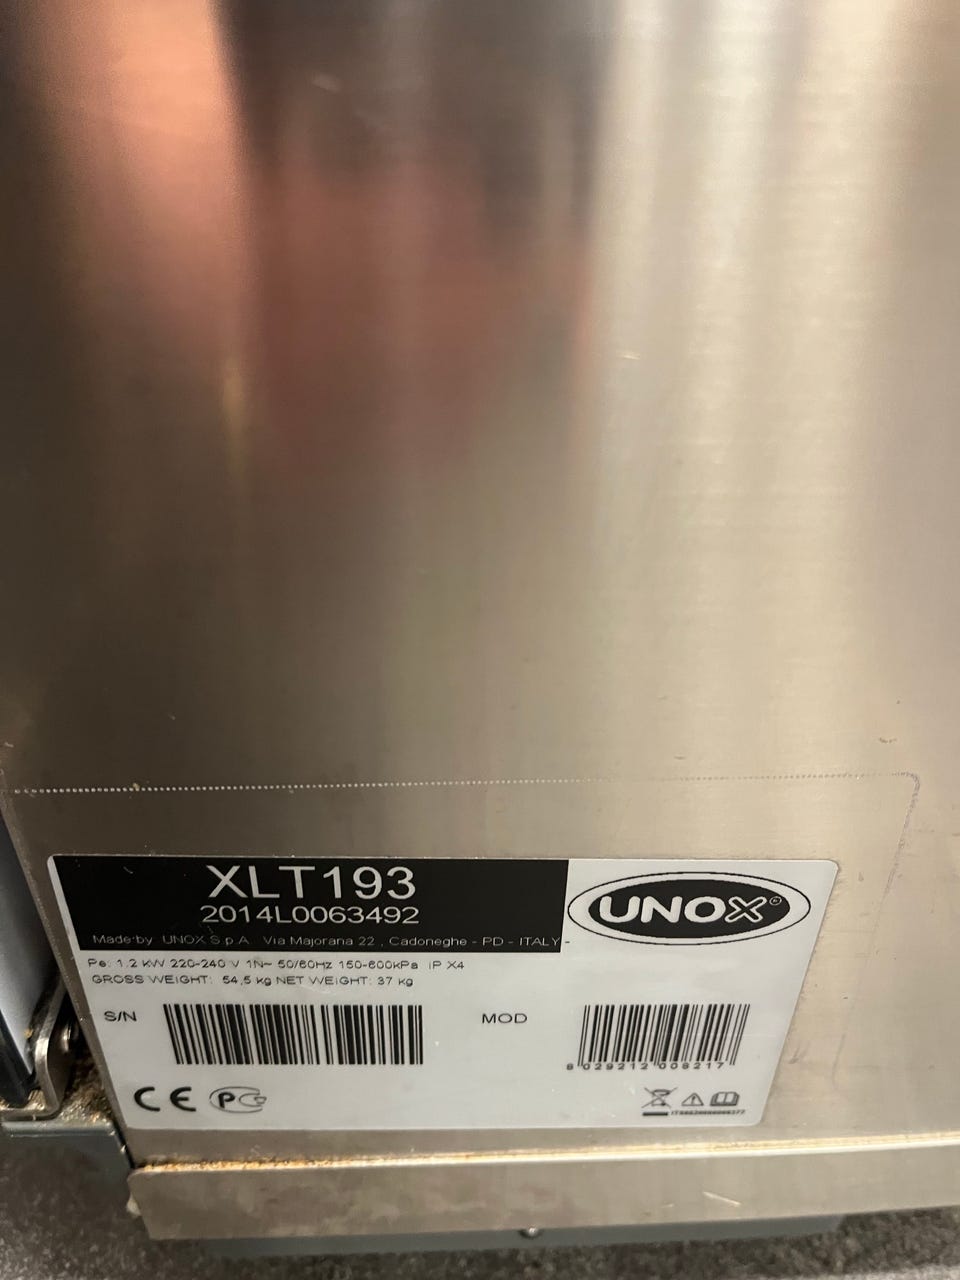 XLT193
2014L0063492
UNOX
Made by UNOX S.p.A. Via Majorana 22 , Cadoneghe - PD - ITALY -
Pe: 1,2 kW 220-240 V 1N~ 50/60Hz 150-600kPa IP X4
GROSS WEIGHT: 54,5 kg NET WEIGHT: 37 kg
S/N
MOD
8 029212 008217
CE PG